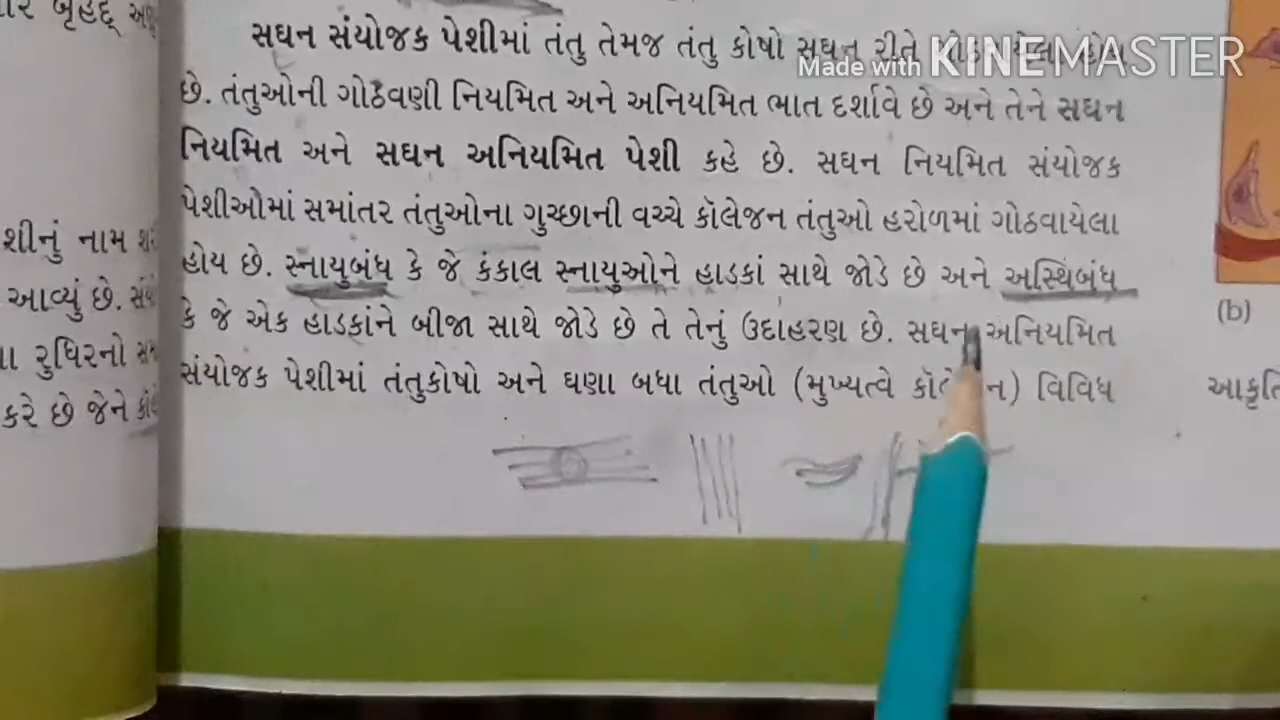 સઘન સંયોજક પેશીમાં તંતુ તેમજ તંતુ કોષો સઘન રીતે
Made with KINEMASTER
છે. તંતુઓની ગોઠવણી નિયમિત અને અનિયમિત ભાત દર્શાવે છે અને તેને સઘન
નિયમિત અને સઘન અનિયમિત પેશી કહે છે. સઘન નિયમિત સંયોજક
પેશીઓમાં સમાંતર તંતુઓના ગુચ્છાની વચ્ચે કૉલેજન તંતુઓ હરોળમાં ગોઠવાયેલા
હોય છે. સ્નાયુબંધ કે જે કંકાલ સ્નાયુઓને હાડકાં સાથે જોડે છે અને અસ્થિબંધ
કે જે એક હાડકાંને બીજા સાથે જોડે છે તે તેનું ઉદાહરણ છે. સઘન અનિયમિત
સંયોજક પેશીમાં તંતુકોષો અને ઘણા બધા તંતુઓ (મુખ્યત્વે વિવિધ
શીનું નામ
આવ્યું છે.
રુધિરનો
કરે છે જેને
(b)